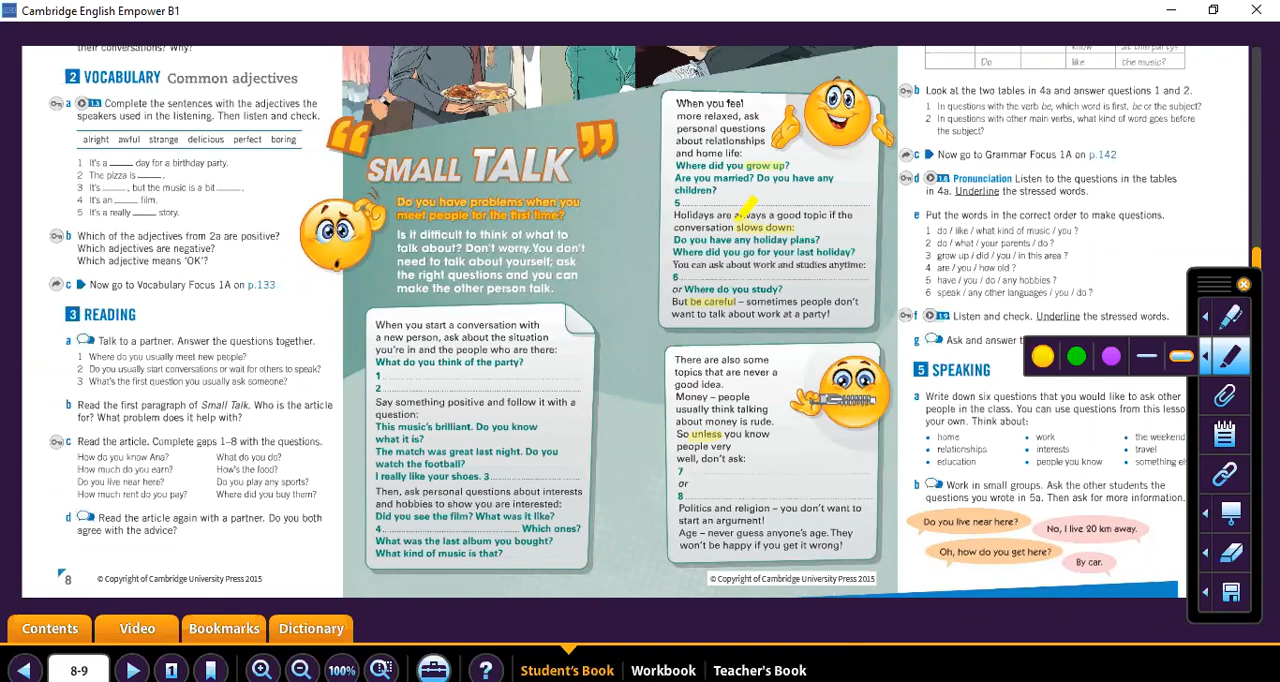 Cambridge English Empower B1
their conversations? Why?
2 VOCABULARY Common adjectives
a 1.3 Complete the sentences with the adjectives the
speakers used in the listening. Then listen and check.
alright awful strange delicious perfect boring
1 It's a ____ day for a birthday party.
2 The pizza is ____.
3 It's ____, but the music is a bit ____.
4 It's an ____ film.
5 It's a really ____ story.
b Which of the adjectives from 2a are positive?
Which adjectives are negative?
Which adjective means 'OK'?
c Now go to Vocabulary Focus 1A on p.133
3 READING
a Talk to a partner. Answer the questions together.
1 Where do you usually meet new people?
2 Do you usually start conversations or wait for others to speak?
3 What's the first question you usually ask someone?
b Read the first paragraph of Small Talk. Who is the article
for? What problem does it help with?
c Read the article. Complete gaps 1–8 with the questions.
How do you know Ana? What do you do?
How much do you earn? How's the food?
Do you live near here? Do you play any sports?
How much rent do you pay? Where did you buy them?
d Read the article again with a partner. Do you both
agree with the advice?
8 © Copyright of Cambridge University Press 2015
“ SMALL TALK ”
Do you have problems when you
meet people for the first time?
Is it difficult to think of what to
talk about? Don't worry. You don't
need to talk about yourself; ask
the right questions and you can
make the other person talk.
When you start a conversation with
a new person, ask about the situation
you're in and the people who are there:
What do you think of the party?
1
2
Say something positive and follow it with a
question:
This music's brilliant. Do you know
what it is?
The match was great last night. Do you
watch the football?
I really like your shoes. 3
Then, ask personal questions about interests
and hobbies to show you are interested:
Did you see the film? What was it like?
4 Which ones?
What was the last album you bought?
What kind of music is that?
When you feel
more relaxed, ask
personal questions
about relationships
and home life:
Where did you grow up?
Are you married? Do you have any
children?
5
Holidays are always a good topic if the
conversation slows down:
Do you have any holiday plans?
Where did you go for your last holiday?
You can ask about work and studies anytime:
6
or Where do you study?
But be careful – sometimes people don't
want to talk about work at a party!
There are also some
topics that are never a
good idea.
Money – people
usually think talking
about money is rude.
So unless you know
people very
well, don't ask:
7
or
8
Politics and religion – you don't want to
start an argument!
Age – never guess anyone's age. They
won't be happy if you get it wrong!
© Copyright of Cambridge University Press 2015
know at this party?
Do like the music?
b Look at the two tables in 4a and answer questions 1 and 2.
1 In questions with the verb be, which word is first, be or the subject?
2 In questions with other main verbs, what kind of word goes before
the subject?
c Now go to Grammar Focus 1A on p.142
d 1.8 Pronunciation Listen to the questions in the tables
in 4a. Underline the stressed words.
e Put the words in the correct order to make questions.
1 do / like / what kind of music / you ?
2 do / what / your parents / do ?
3 grow up / did / you / in this area ?
4 are / you / how old ?
5 have / you / do / any hobbies ?
6 speak / any other languages / you / do ?
f 1.9 Listen and check. Underline the stressed words.
g Ask and answer t
5 SPEAKING
a Write down six questions that you would like to ask other
people in the class. You can use questions from this lesso
your own. Think about:
• home • work • the weekend
• relationships • interests • travel
• education • people you know • something el
b Work in small groups. Ask the other students the
questions you wrote in 5a. Then ask for more information.
Do you live near here?
No, I live 20 km away.
Oh, how do you get here?
By car.
Contents Video Bookmarks Dictionary
8-9 1 100% ? Student's Book Workbook Teacher's Book